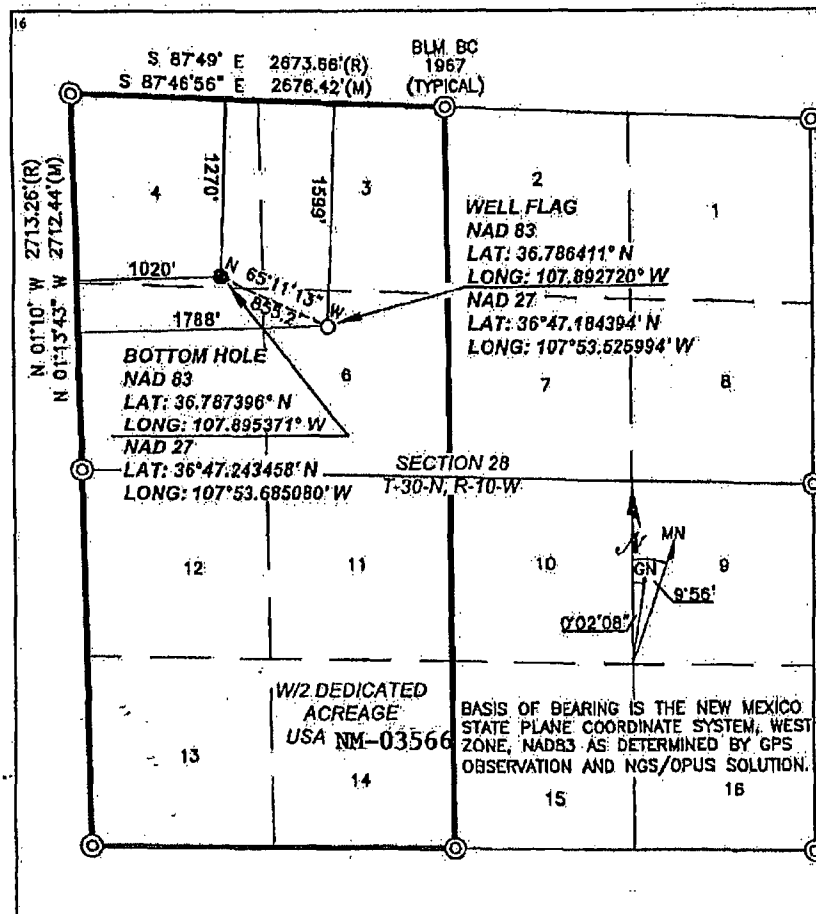 16
S 87°49' E 2673.66'(R)
S 87°46'56" E 2676.42'(M)
BLM BC
1967
(TYPICAL)
N 01°10' W 2713.26'(R)
N 01°13'43" W 2712.44'(M)
4
1270'
3
1599'
2
1
WELL FLAG
NAD 83
LAT: 36.786411° N
LONG: 107.892720° W
NAD 27
LAT: 36°47.184394' N
LONG: 107°53.525994' W
1020'
N 65°11'13" W
855.2'
1788'
BOTTOM HOLE
NAD 83
LAT: 36.787396° N
LONG: 107.895371° W
NAD 27
LAT: 36°47.243458' N
LONG: 107°53.685080' W
6
7
8
SECTION 28
T-30-N, R-10-W
12
11
10
9
N
MN
GN
9°56'
0°02'08"
W/2 DEDICATED
ACREAGE
USA NM-03566
BASIS OF BEARING IS THE NEW MEXICO
STATE PLANE COORDINATE SYSTEM, WEST
ZONE, NAD83 AS DETERMINED BY GPS
OBSERVATION AND NGS/OPUS SOLUTION.
13
14
15
16